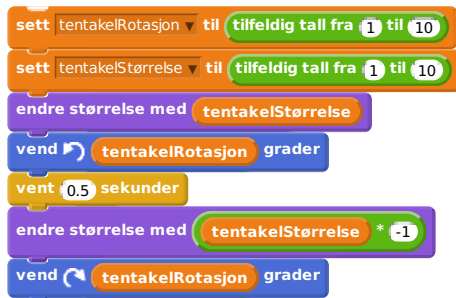 sett tentakelRotasjon til tilfeldig tall fra 1 til 10
sett tentakelStørrelse til tilfeldig tall fra 1 til 10
endre størrelse med tentakelStørrelse
vend tentakelRotasjon grader
vent 0.5 sekunder
endre størrelse med tentakelStørrelse * -1
vend tentakelRotasjon grader